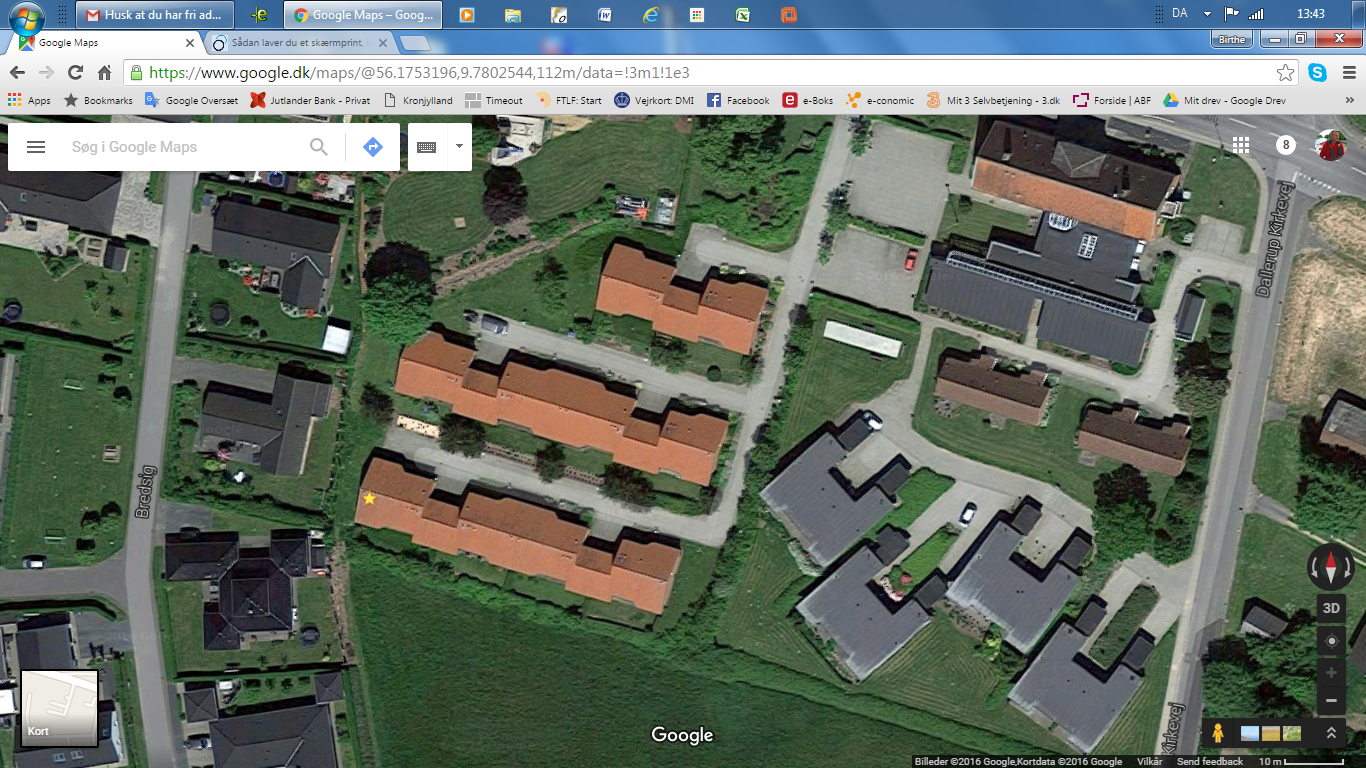 Husk at du har fri ad...
Google Maps – Goog...
DA
13:43
Google Maps
Sådan laver du et skærmprint, i
Birthe
https://www.google.dk/maps/@56.1753196,9.7802544,112m/data=!3m1!1e3
Apps
Bookmarks
Google Oversæt
Jutlander Bank - Privat
Kronjylland
Timeout
FTLF: Start
Vejrkort: DMI
Facebook
e-Boks
e-conomic
Mit 3 Selvbetjening - 3.dk
Forside | ABF
Mit drev - Google Drev
»
Søg i Google Maps
8
Dallerup Kirkevej
Bredsig
3D
Kort
Google
Kirkevej
Billeder ©2016 Google,Kortdata ©2016 Google
Vilkår
Send feedback
10 m